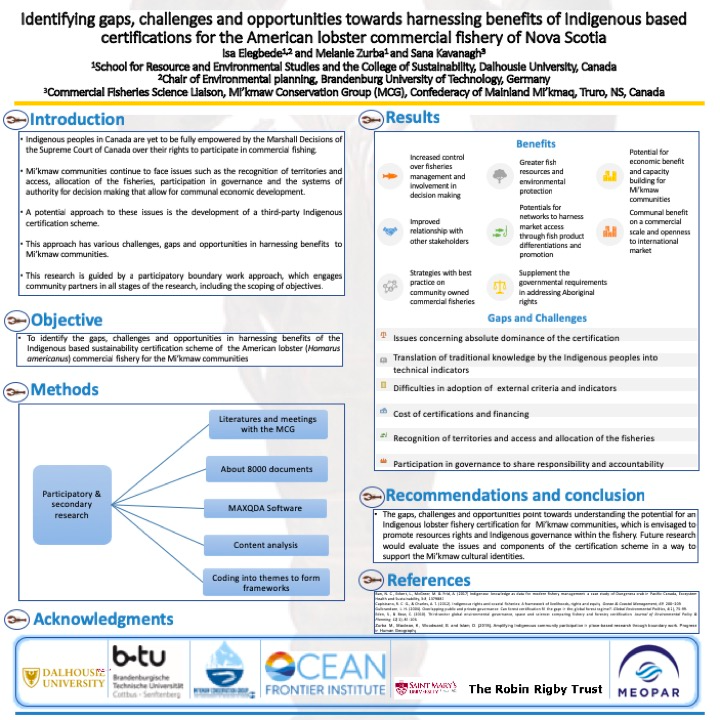 Identifying gaps, challenges and opportunities towards harnessing benefits of Indigenous based
certifications for the American lobster commercial fishery of Nova Scotia
Isa Elegbede1,2 and Melanie Zurba1 and Sana Kavanagh3
1School for Resource and Environmental Studies and the College of Sustainability, Dalhousie University, Canada
2Chair of Environmental planning, Brandenburg University of Technology, Germany
3Commercial Fisheries Science Liaison, Mi'kmaw Conservation Group (MCG), Confederacy of Mainland Mi'kmaq, Truro, NS, Canada
Introduction
• Indigenous peoples in Canada are yet to be fully empowered by the Marshall Decisions of
the Supreme Court of Canada over their rights to participate in commercial fishing.
• Mi'kmaw communities continue to face issues such as the recognition of territories and
access, allocation of the fisheries, participation in governance and the systems of
authority for decision making that allow for communal economic development.
• A potential approach to these issues is the development of a third-party Indigenous
certification scheme.
• This approach has various challenges, gaps and opportunities in harnessing benefits to
Mi'kmaw communities.
• This research is guided by a participatory boundary work approach, which engages
community partners in all stages of the research, including the scoping of objectives.
Objective
• To identify the gaps, challenges and opportunities in harnessing benefits of the
Indigenous based sustainability certification scheme of the American lobster (Homarus
americanus) commercial fishery for the Mi'kmaw communities
Methods
Participatory &
secondary
research
Literatures and meetings
with the MCG
About 8000 documents
MAXQDA Software
Content analysis
Coding into themes to form
frameworks
Results
Benefits
Increased control
over fisheries
management and
involvement in
decision making
Greater fish
resources and
environmental
protection
Potential for
economic benefit
and capacity
building for
Mi'kmaw
communities
Improved
relationship with
other stakeholders
Potentials for
networks to harness
market access
through fish product
differentiations and
promotion
Communal benefit
on a commercial
scale and openness
to international
market
Strategies with best
practice on
community owned
commercial fisheries
Supplement the
governmental requirements
in addressing Aboriginal
rights
Gaps and Challenges
Issues concerning absolute dominance of the certification
Translation of traditional knowledge by the Indigenous peoples into
technical indicators
Difficulties in adoption of external criteria and indicators
Cost of certifications and financing
Recognition of territories and access and allocation of the fisheries
Participation in governance to share responsibility and accountability
Recommendations and conclusion
• The gaps, challenges and opportunities point towards understanding the potential for an
Indigenous lobster fishery certification for Mi'kmaw communities, which is envisaged to
promote resources rights and Indigenous governance within the fishery. Future research
would evaluate the issues and components of the certification scheme in a way to
support the Mi'kmaw cultural identities.
References
Acknowledgments
DALHOUSIE
UNIVERSITY
b-tu
Brandenburgische
Technische Universität
Cottbus - Senftenberg
OCEAN
FRONTIER INSTITUTE
SAINT MARY'S
UNIVERSITY
The Robin Rigby Trust
MEOPAR